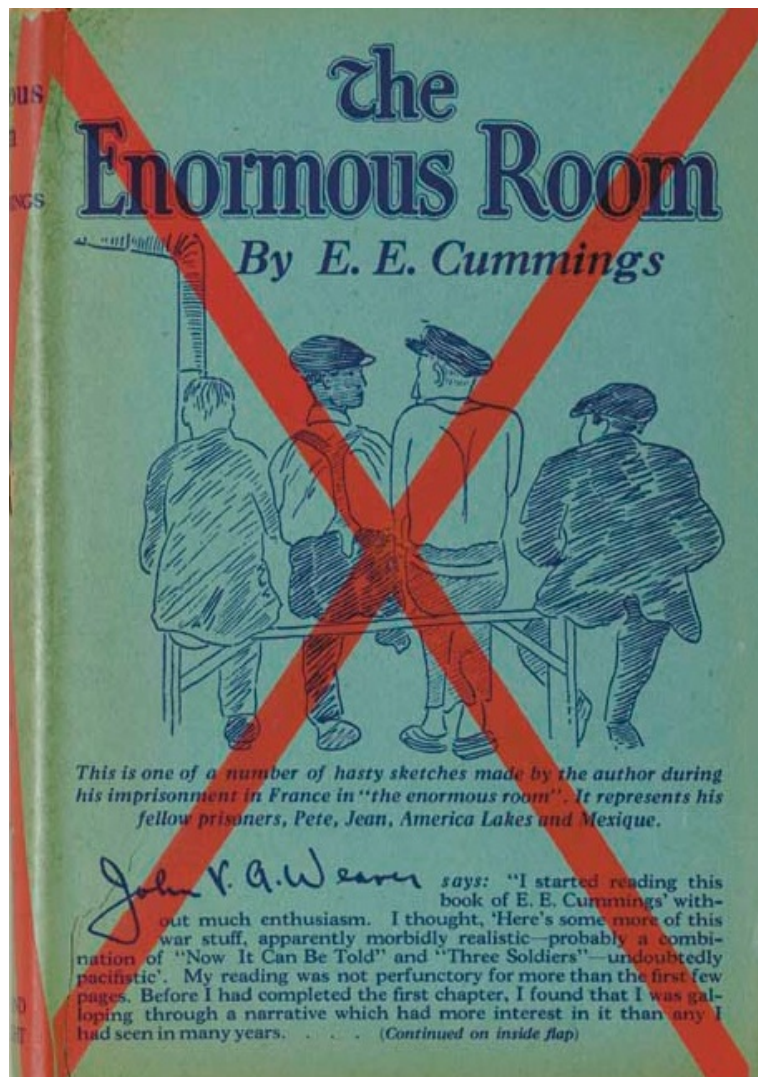 The
Enormous Room
By E. E. Cummings
This is one of a number of hasty sketches made by the author during
his imprisonment in France in "the enormous room". It represents his
fellow prisoners, Pete, Jean, America Lakes and Mexique.
John V. A. Weaver says: "I started reading this
book of E. E. Cummings' with-
out much enthusiasm. I thought, 'Here's some more of this
war stuff, apparently morbidly realistic—probably a combi-
nation of "Now It Can Be Told" and "Three Soldiers"—undoubtedly
pacifistic'. My reading was not perfunctory for more than the first few
pages. Before I had completed the first chapter, I found that I was gal-
loping through a narrative which had more interest in it than any I
had seen in many years. . . . . (Continued on inside flap)